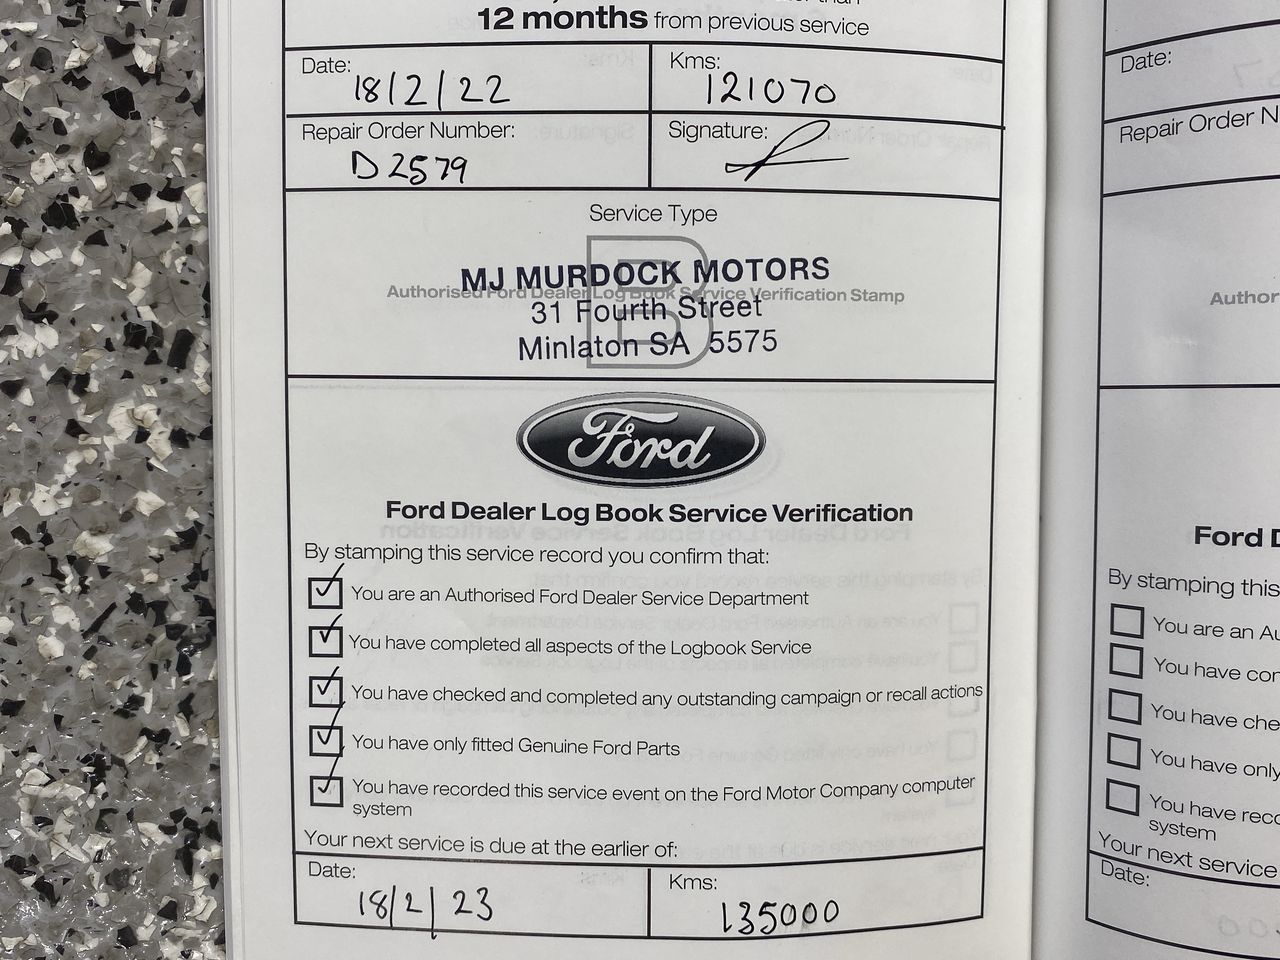 12 months from previous service
Date:
18/2/22
Kms:
121070
Repair Order Number:
D2579
Signature:
Service Type
B
MJ MURDOCK MOTORS
Authorised Ford Dealer Log Book Service Verification Stamp
31 Fourth Street
Minlaton SA 5575
Ford
Ford Dealer Log Book Service Verification
By stamping this service record you confirm that:
You are an Authorised Ford Dealer Service Department
You have completed all aspects of the Logbook Service
You have checked and completed any outstanding campaign or recall actions
You have only fitted Genuine Ford Parts
You have recorded this service event on the Ford Motor Company computer
system
Your next service is due at the earlier of:
Date:
18/2/23
Kms:
135000
Date:
Repair Order N
Author
Ford D
By stamping this
You are an Au
You have con
You have che
You have only
You have reco
system
Your next service
Date: